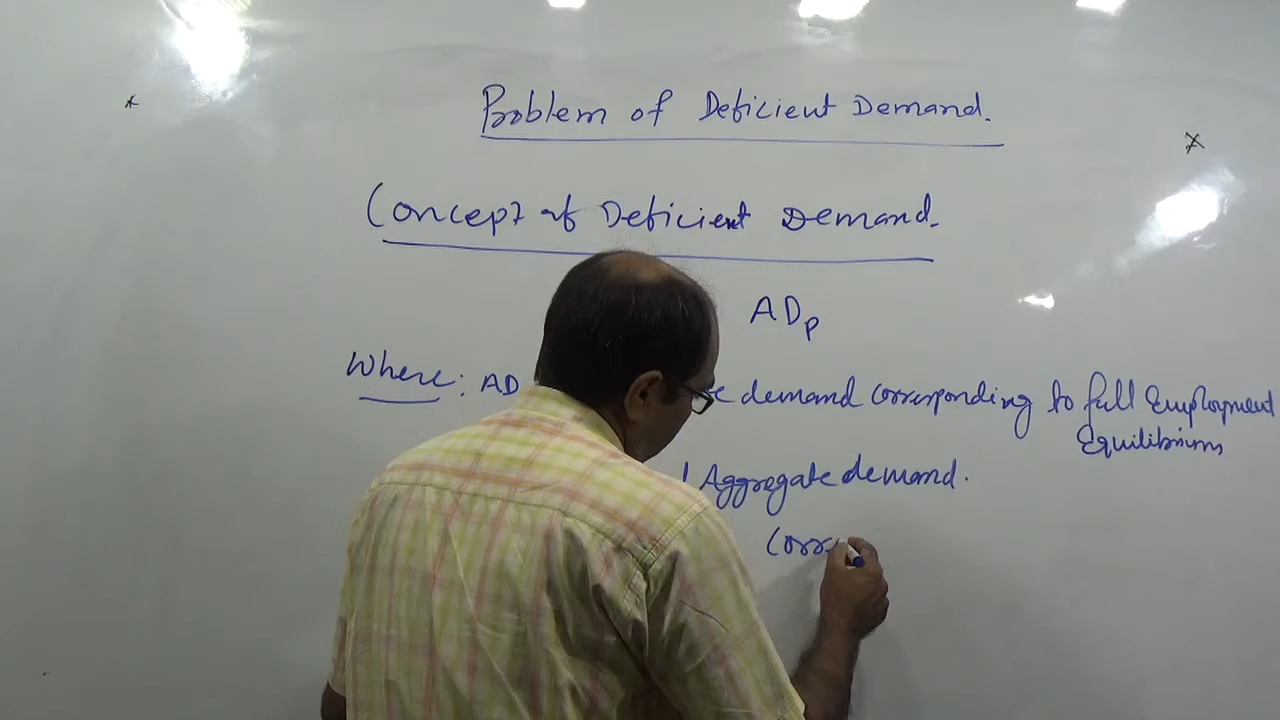 Problem of Deficient Demand.
Concept of Deficient Demand.
ADp
Where: AD demand corresponding to full Employment
Equilibrium
Aggregate demand.
Corr